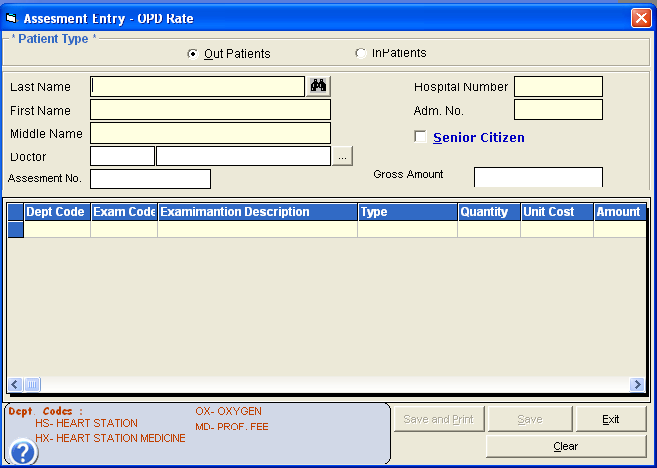 Assesment Entry - OPD Rate
* Patient Type *
Out Patients InPatients
Last Name Hospital Number
First Name Adm. No.
Middle Name Senior Citizen
Doctor ...
Assesment No. Gross Amount
Dept Code Exam Code Examimantion Description Type Quantity Unit Cost Amount
Dept. Codes : OX- OXYGEN
HS- HEART STATION MD- PROF. FEE
HX- HEART STATION MEDICINE
Save and Print Save Exit
Clear
?